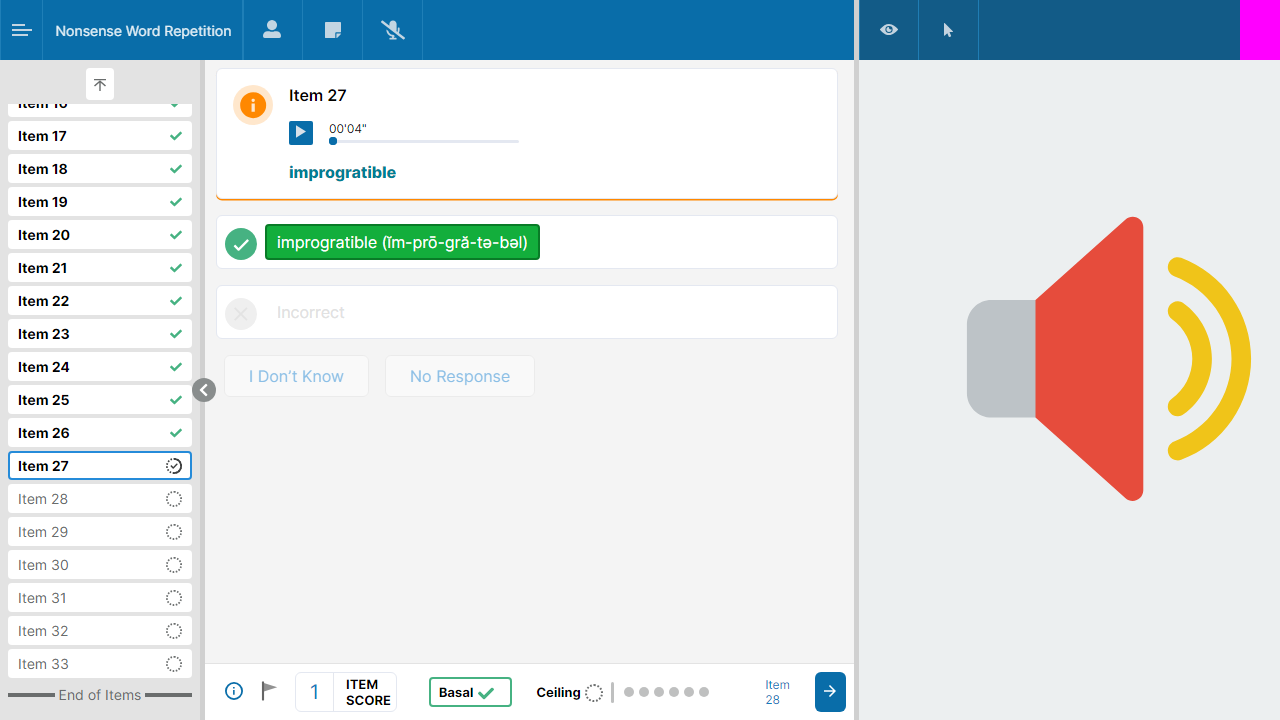 Nonsense Word Repetition
Item 16
Item 17
Item 18
Item 19
Item 20
Item 21
Item 22
Item 23
Item 24
Item 25
Item 26
Item 27
Item 28
Item 29
Item 30
Item 31
Item 32
Item 33
End of Items
Item 27
00'04"
improgratible
improgratible (ĭm-prō-gră-tə-bəl)
Incorrect
I Don't Know
No Response
1
ITEM
SCORE
Basal
Ceiling
Item
28